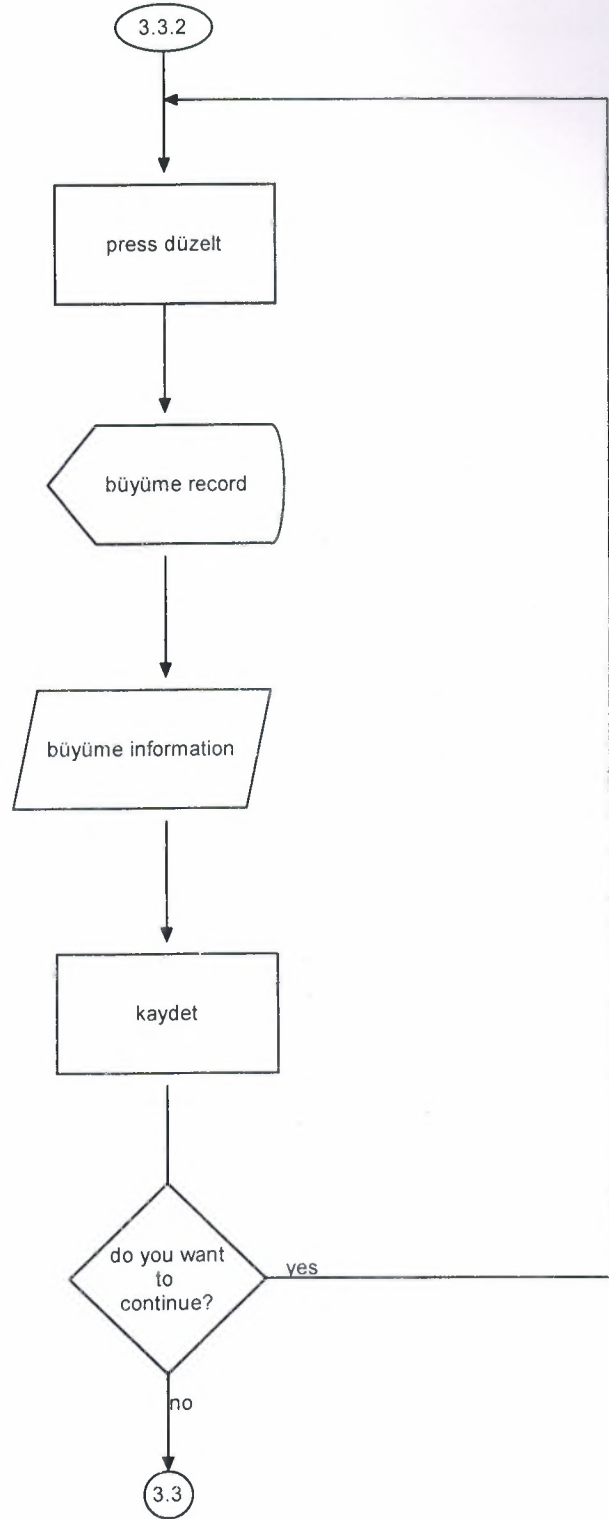 3.3.2
press düzelt
büyüme record
büyüme information
kaydet
do you want
to
continue?
yes
no
3.3